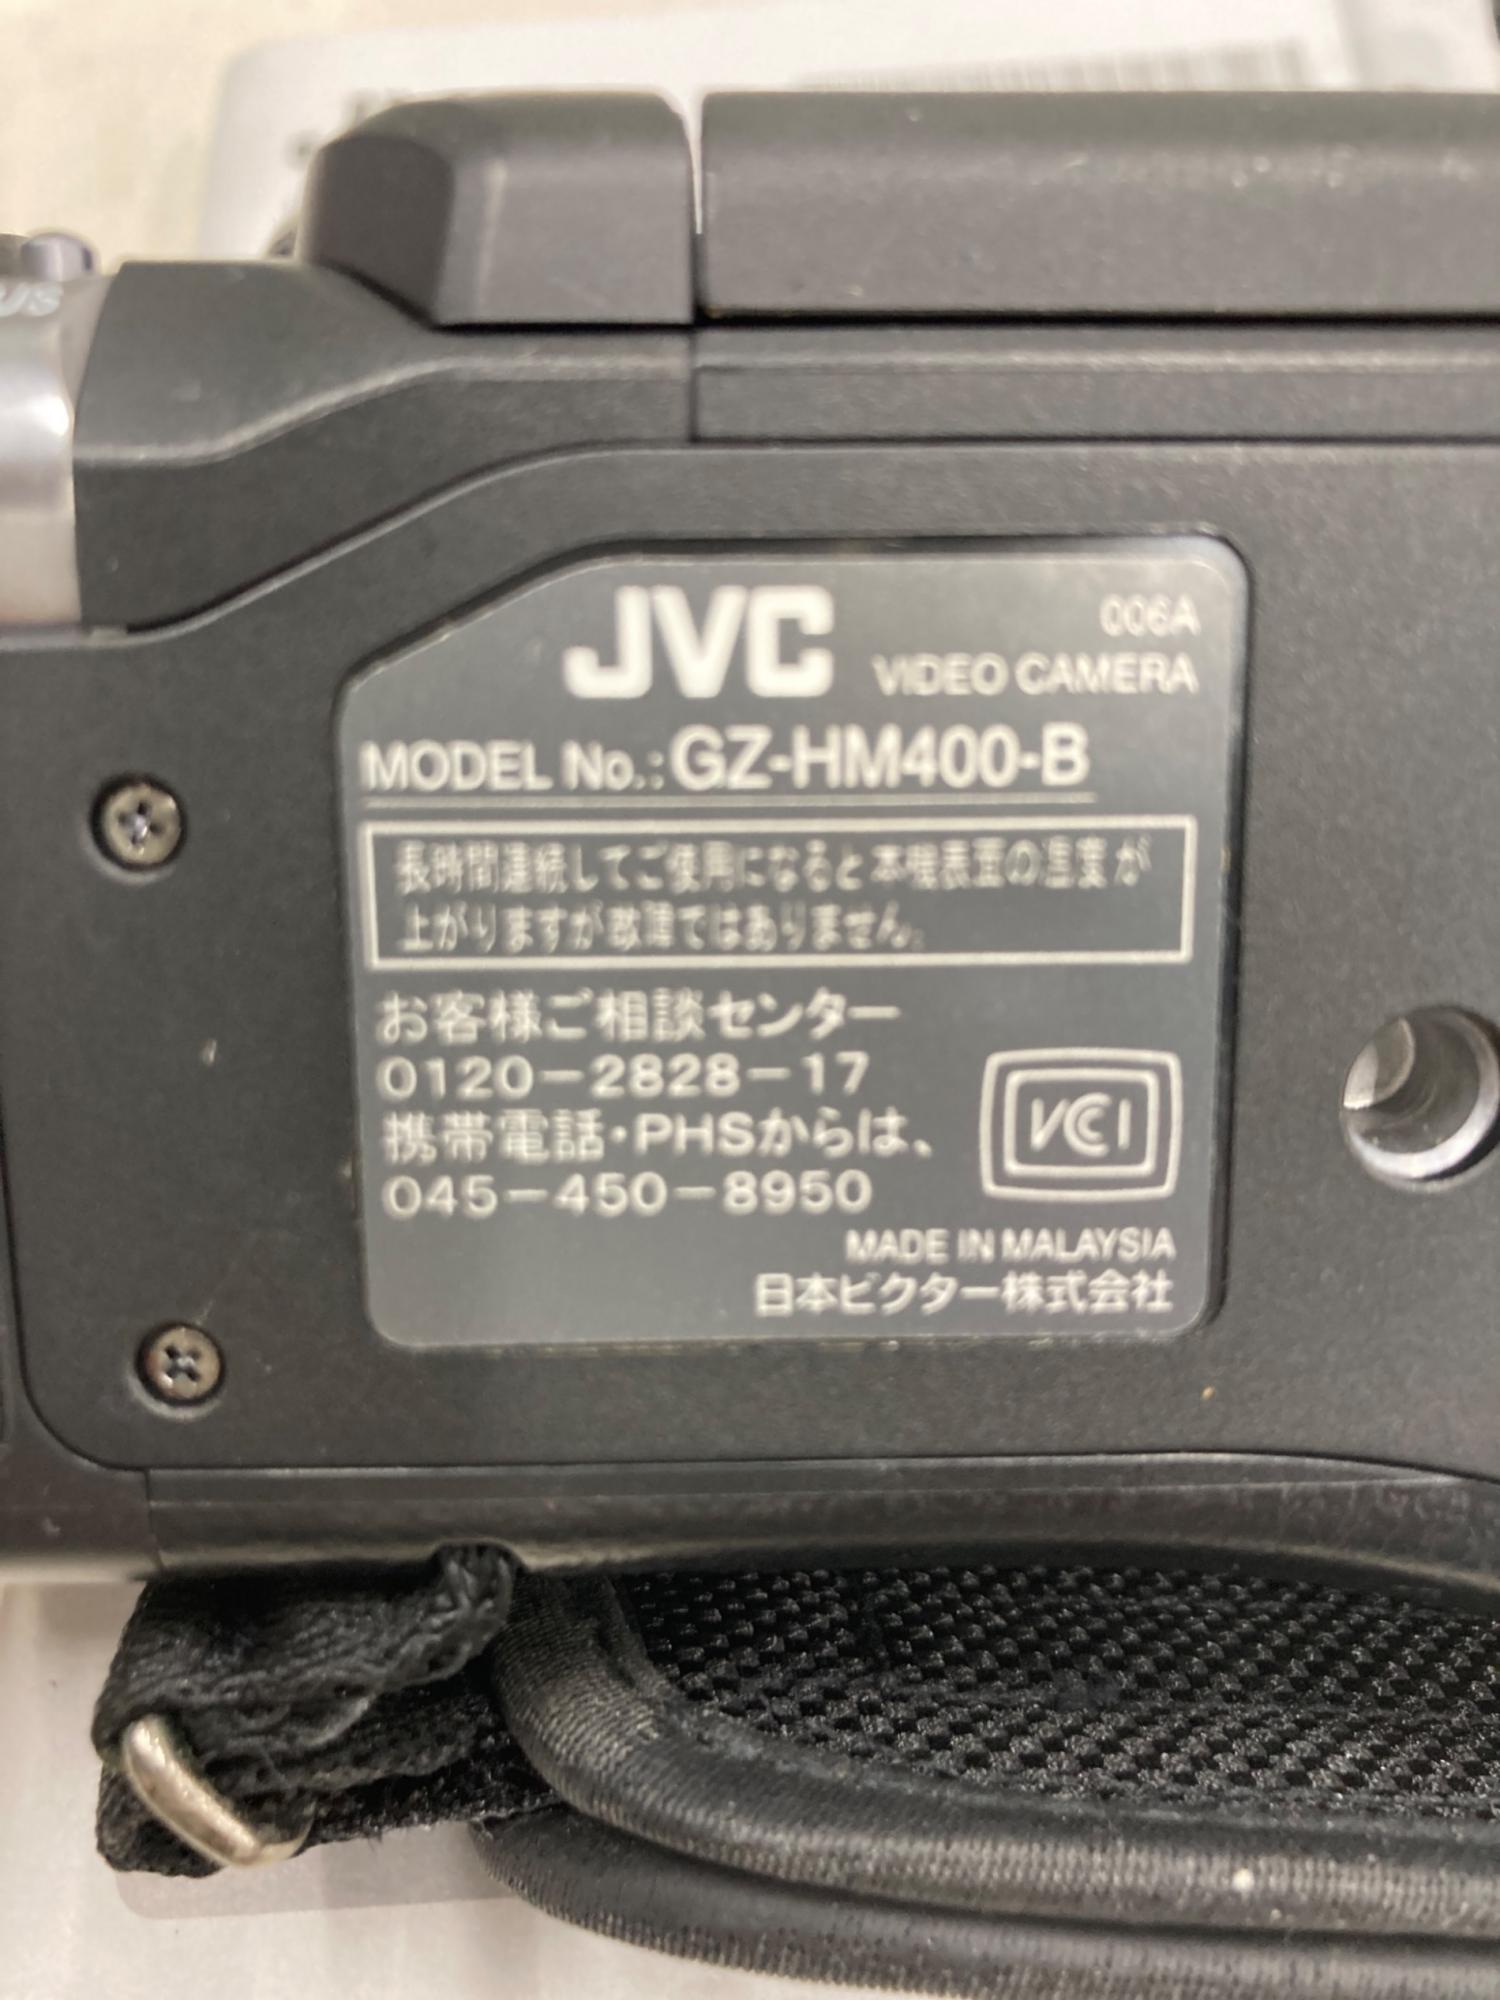 JVC
006A
VIDEO CAMERA
MODEL No.: GZ-HM400-B
長時間連続してご使用になると本機表面の温度が
上がりますが故障ではありません。
お客様ご相談センター
0120-2828-17
携帯電話・PHSからは、
045-450-8950
VCCI
MADE IN MALAYSIA
日本ビクター株式会社